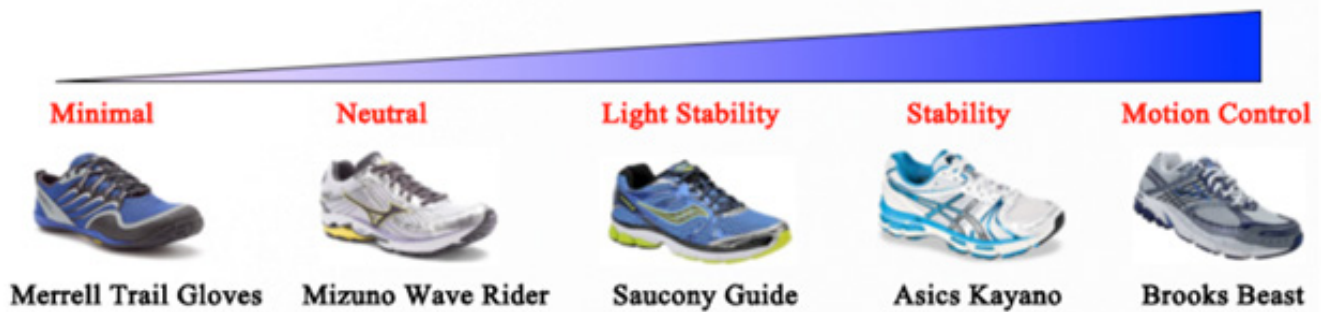 Minimal
Neutral
Light Stability
Stability
Motion Control
Merrell Trail Gloves
Mizuno Wave Rider
Saucony Guide
Asics Kayano
Brooks Beast